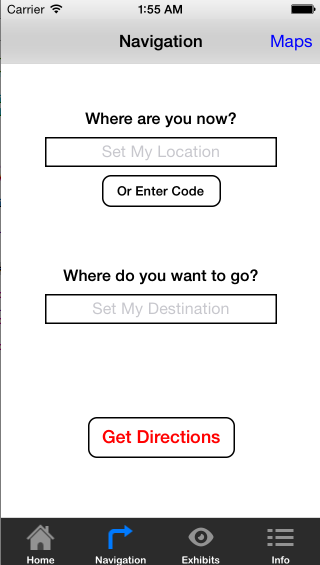 Carrier 1:55 AM
Navigation Maps
Where are you now?
Set My Location
Or Enter Code
Where do you want to go?
Set My Destination
Get Directions
Home Navigation Exhibits Info